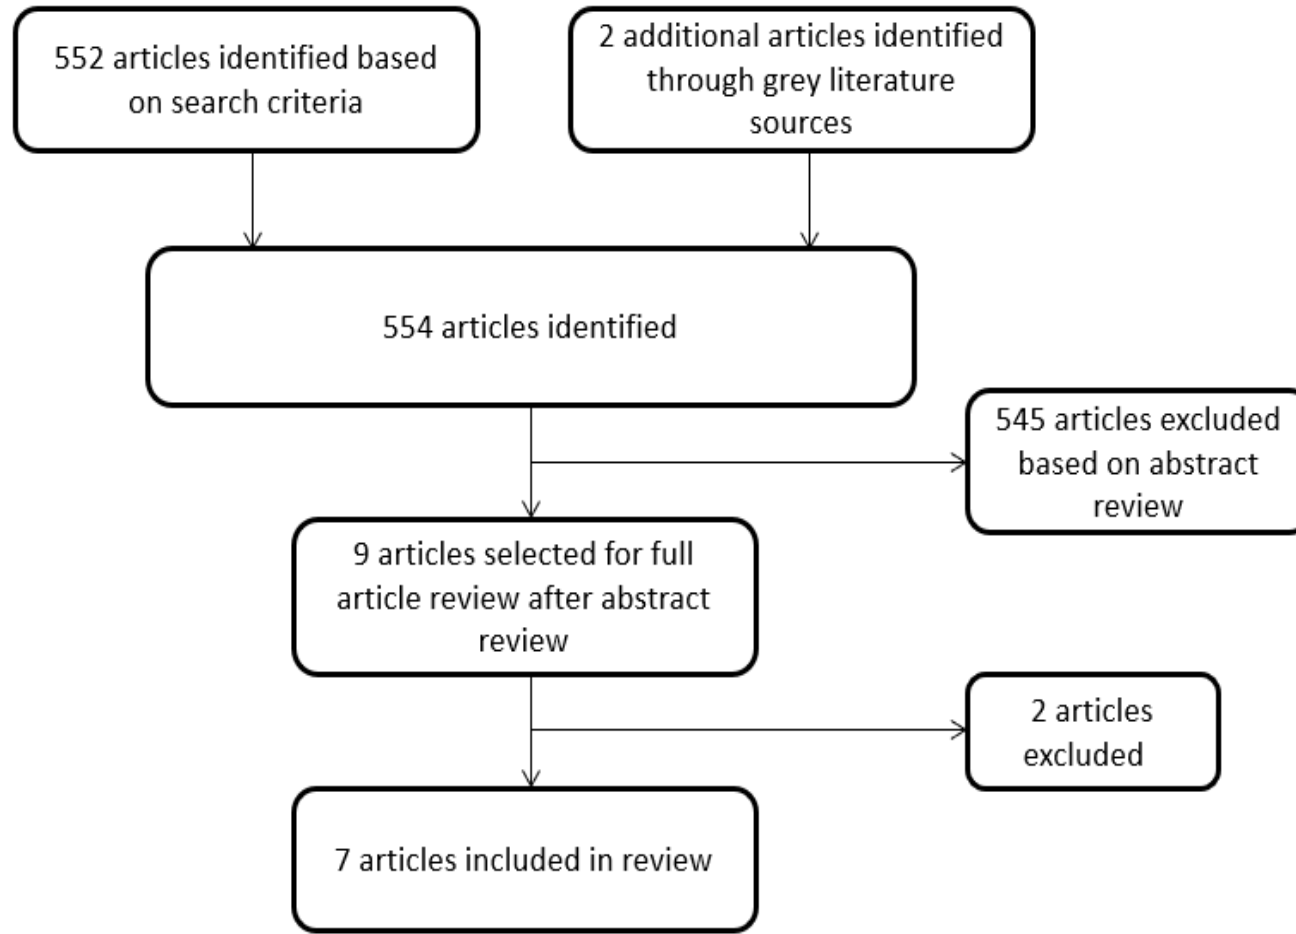 552 articles identified based
on search criteria
2 additional articles identified
through grey literature
sources
554 articles identified
545 articles excluded
based on abstract
review
9 articles selected for full
article review after abstract
review
2 articles
excluded
7 articles included in review